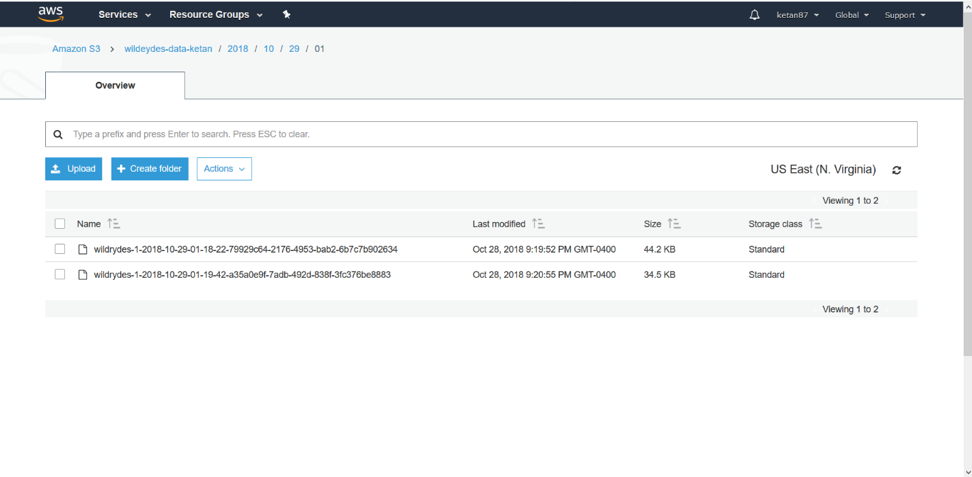 aws Services Resource Groups ketan87 Global Support
Amazon S3 > wildeydes-data-ketan / 2018 / 10 / 29 / 01
Overview
Type a prefix and press Enter to search. Press ESC to clear.
Upload + Create folder Actions US East (N. Virginia)
Viewing 1 to 2
Name Last modified Size Storage class
wildrydes-1-2018-10-29-01-18-22-79929c64-2176-4953-bab2-6b7c7b902634 Oct 28, 2018 9:19:52 PM GMT-0400 44.2 KB Standard
wildrydes-1-2018-10-29-01-19-42-a35a0e9f-7adb-492d-838f-3fc376be8883 Oct 28, 2018 9:20:55 PM GMT-0400 34.5 KB Standard
Viewing 1 to 2